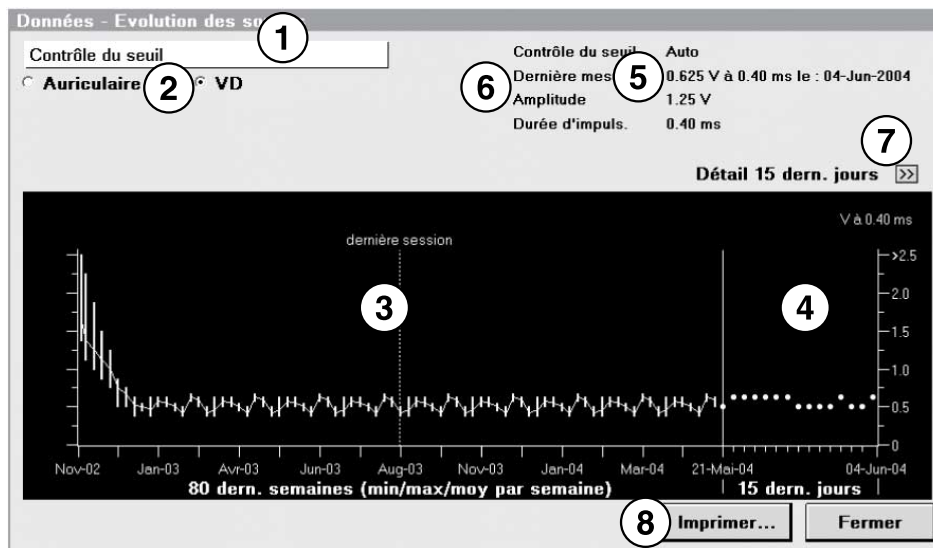 Données - Evolution des
1
Contrôle du seuil
Auriculaire 2 VD
Contrôle du seuil Auto
6 Dernière 5 0.625 V à 0.40 ms le : 04-Jun-2004
Amplitude 1.25 V
Durée d'impuls. 0.40 ms
7
Détail 15 dern. jours >>
V à 0.40 ms
dernière session
3
4
>2.5
2.0
1.5
1.0
0.5
0
Nov-02 Jan-03 Avr-03 Jun-03 Aug-03 Nov-03 Jan-04 Mar-04 21-Mai-04 04-Jun-04
80 dern. semaines (min/max/moy par semaine) 15 dern. jours
8 Imprimer... Fermer